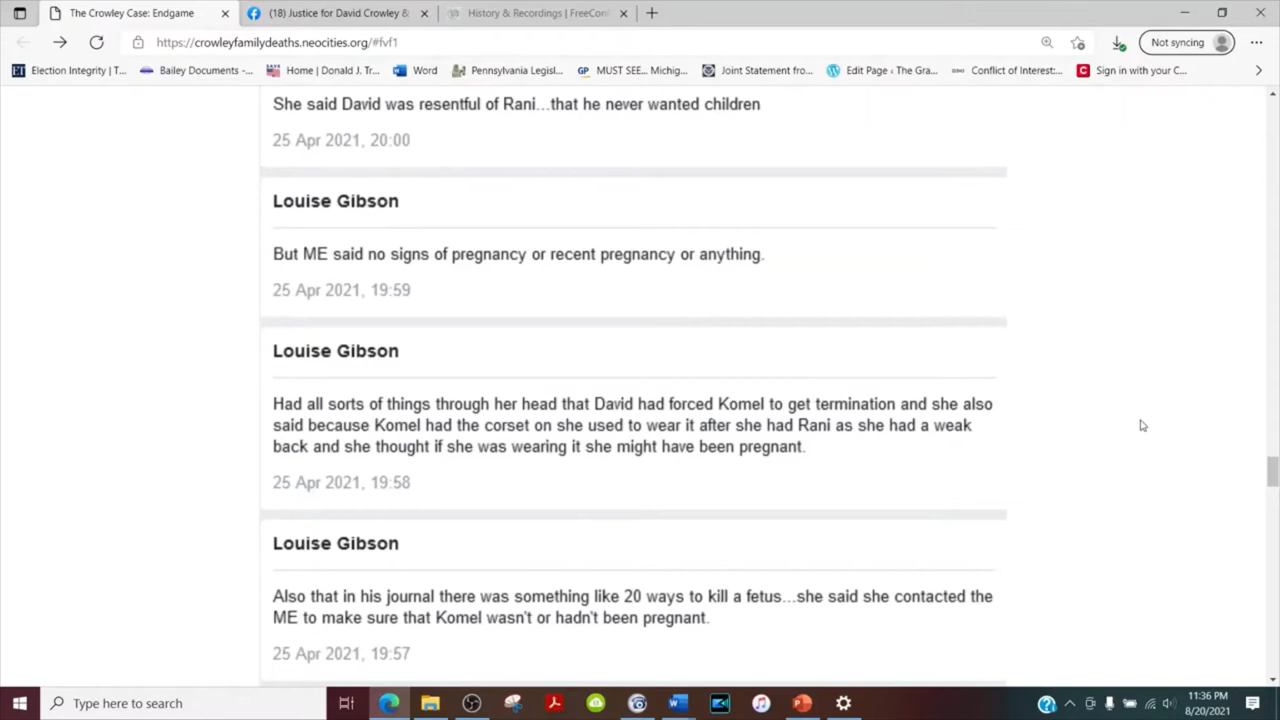 The Crowley Case: Endgame
(18) Justice for David Crowley &
History & Recordings | FreeConf
https://crowleyfamilydeaths.neocities.org/#fvf1
Not syncing
Election Integrity | T...
Bailey Documents -...
Home | Donald J. Tr...
Word
Pennsylvania Legisl...
MUST SEE... Michig...
Joint Statement fro...
Edit Page ‹ The Gra...
Conflict of Interest:...
Sign in with your C...
She said David was resentful of Rani...that he never wanted children
25 Apr 2021, 20:00
Louise Gibson
But ME said no signs of pregnancy or recent pregnancy or anything.
25 Apr 2021, 19:59
Louise Gibson
Had all sorts of things through her head that David had forced Komel to get termination and she also
said because Komel had the corset on she used to wear it after she had Rani as she had a weak
back and she thought if she was wearing it she might have been pregnant.
25 Apr 2021, 19:58
Louise Gibson
Also that in his journal there was something like 20 ways to kill a fetus...she said she contacted the
ME to make sure that Komel wasn't or hadn't been pregnant.
25 Apr 2021, 19:57
Type here to search
11:36 PM
8/20/2021